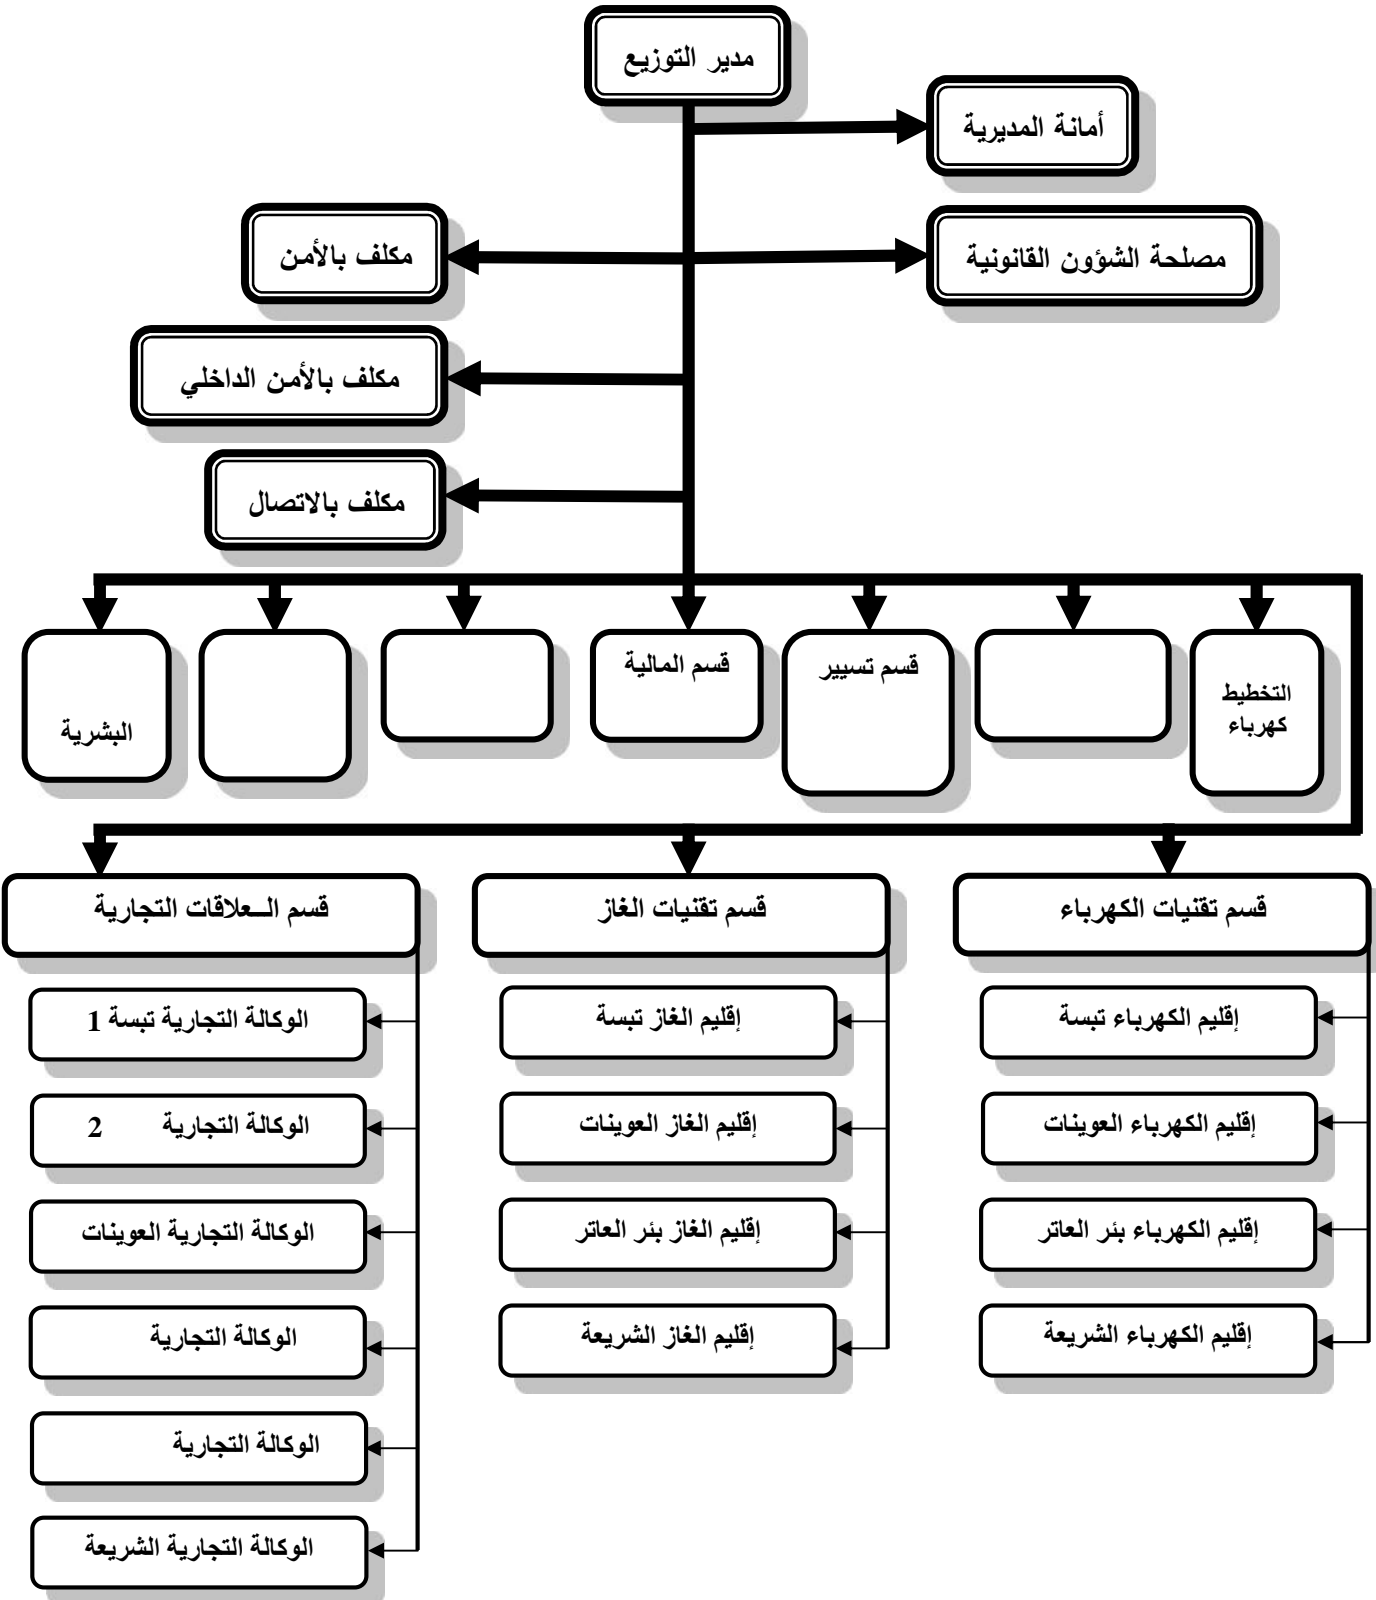 مدير التوزيع
أمانة المديرية
مصلحة الشؤون القانونية
مكلف بالأمن
مكلف بالأمن الداخلي
مكلف بالاتصال
التخطيط
كهرباء
قسم تسيير
قسم المالية
البشرية
قسم تقنيات الكهرباء
قسم تقنيات الغاز
قسم الـعلاقات التجارية
إقليم الكهرباء تبسة
إقليم الغاز تبسة
الوكالة التجارية تبسة 1
إقليم الكهرباء العوينات
إقليم الغاز العوينات
الوكالة التجارية 2
إقليم الكهرباء بئر العاتر
إقليم الغاز بئر العاتر
الوكالة التجارية العوينات
إقليم الكهرباء الشريعة
إقليم الغاز الشريعة
الوكالة التجارية
الوكالة التجارية
الوكالة التجارية الشريعة